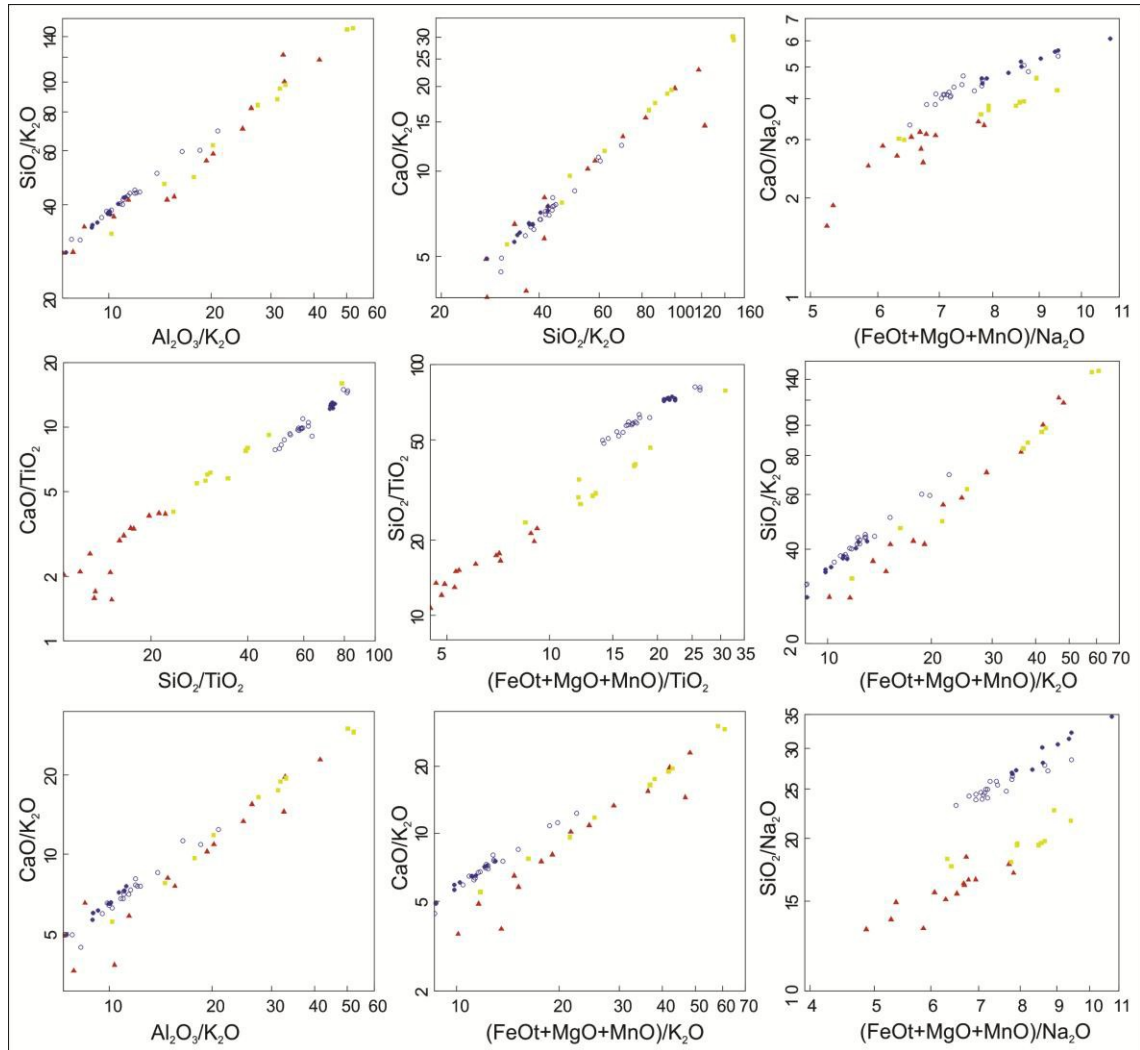 SiO₂/K₂O
140
100
80
60
40
20
10 20 30 40 50 60
Al₂O₃/K₂O
CaO/K₂O
30
20
15
10
5
20 40 60 80 100 120 160
SiO₂/K₂O
CaO/Na₂O
7
6
5
4
3
2
1
5 6 7 8 9 10 11
(FeOt+MgO+MnO)/Na₂O
CaO/TiO₂
20
10
5
2
1
20 40 60 80 100
SiO₂/TiO₂
SiO₂/TiO₂
100
50
20
10
5 10 15 20 25 30 35
(FeOt+MgO+MnO)/TiO₂
SiO₂/K₂O
140
100
80
60
40
2 0
10 20 30 40 50 60 70
(FeOt+MgO+MnO)/K₂O
CaO/K₂O
20
10
5
10 20 30 40 50 60
Al₂O₃/K₂O
CaO/K₂O
20
10
5
2
10 20 30 40 50 60 70
(FeOt+MgO+MnO)/K₂O
SiO₂/Na₂O
35
30
25
20
15
1 0
4 5 6 7 8 9 10 11
(FeOt+MgO+MnO)/Na₂O